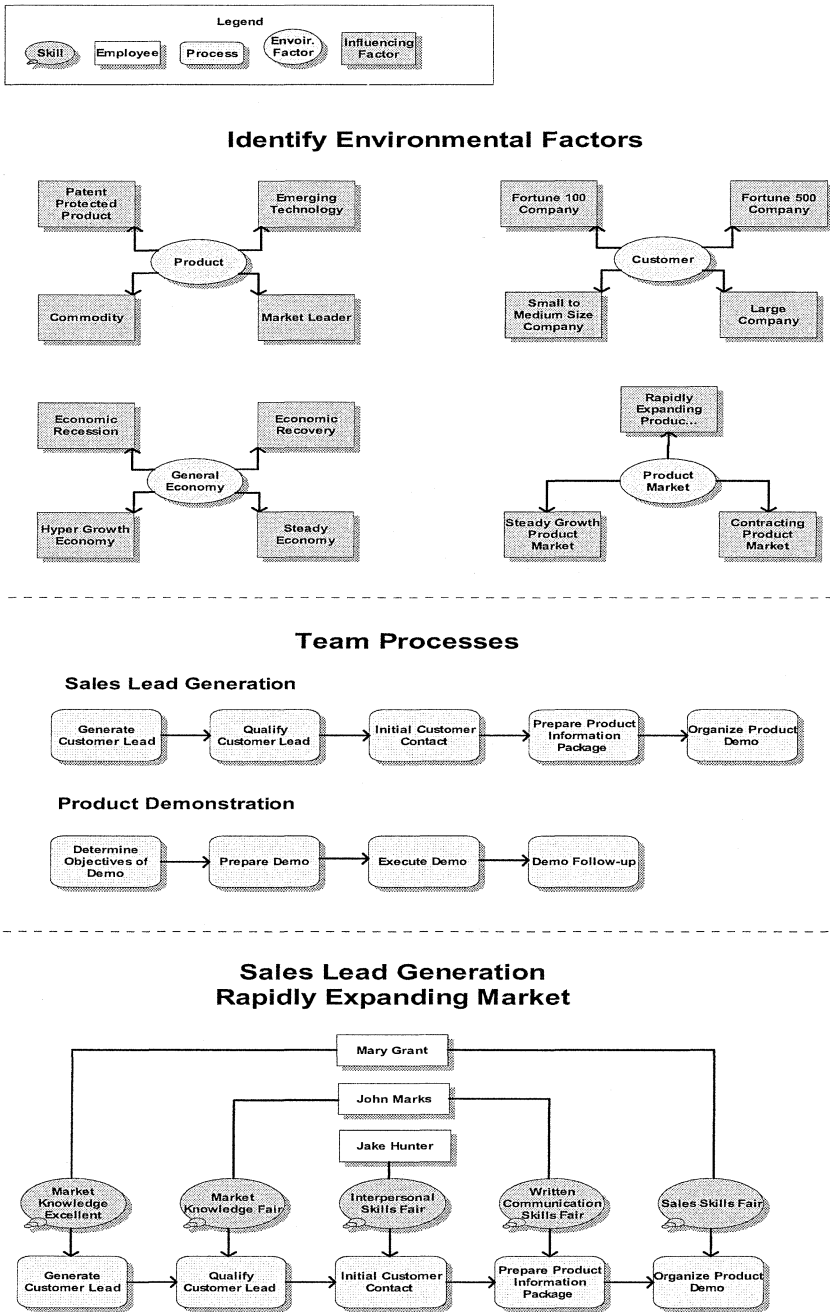 Legend
Skill
Employee
Process
Envoir.
Factor
Influencing
Factor
Identify Environmental Factors
Patent
Protected
Product
Emerging
Technology
Product
Commodity
Market Leader
Fortune 100
Company
Fortune 500
Company
Customer
Small to
Medium Size
Company
Large
Company
Economic
Recession
Economic
Recovery
General
Economy
Hyper Growth
Economy
Steady
Economy
Rapidly
Expanding
Produc...
Product
Market
Steady Growth
Product
Market
Contracting
Product
Market
Team Processes
Sales Lead Generation
Generate
Customer Lead
Qualify
Customer Lead
Initial Customer
Contact
Prepare Product
Information
Package
Organize Product
Demo
Product Demonstration
Determine
Objectives of
Demo
Prepare Demo
Execute Demo
Demo Follow-up
Sales Lead Generation
Rapidly Expanding Market
Mary Grant
John Marks
Jake Hunter
Market
Knowledge
Excellent
Market
Knowledge Fair
Interpersonal
Skills Fair
Written
Communication
Skills Fair
Sales Skills Fair
Generate
Customer Lead
Qualify
Customer Lead
Initial Customer
Contact
Prepare Product
Information
Package
Organize Product
Demo